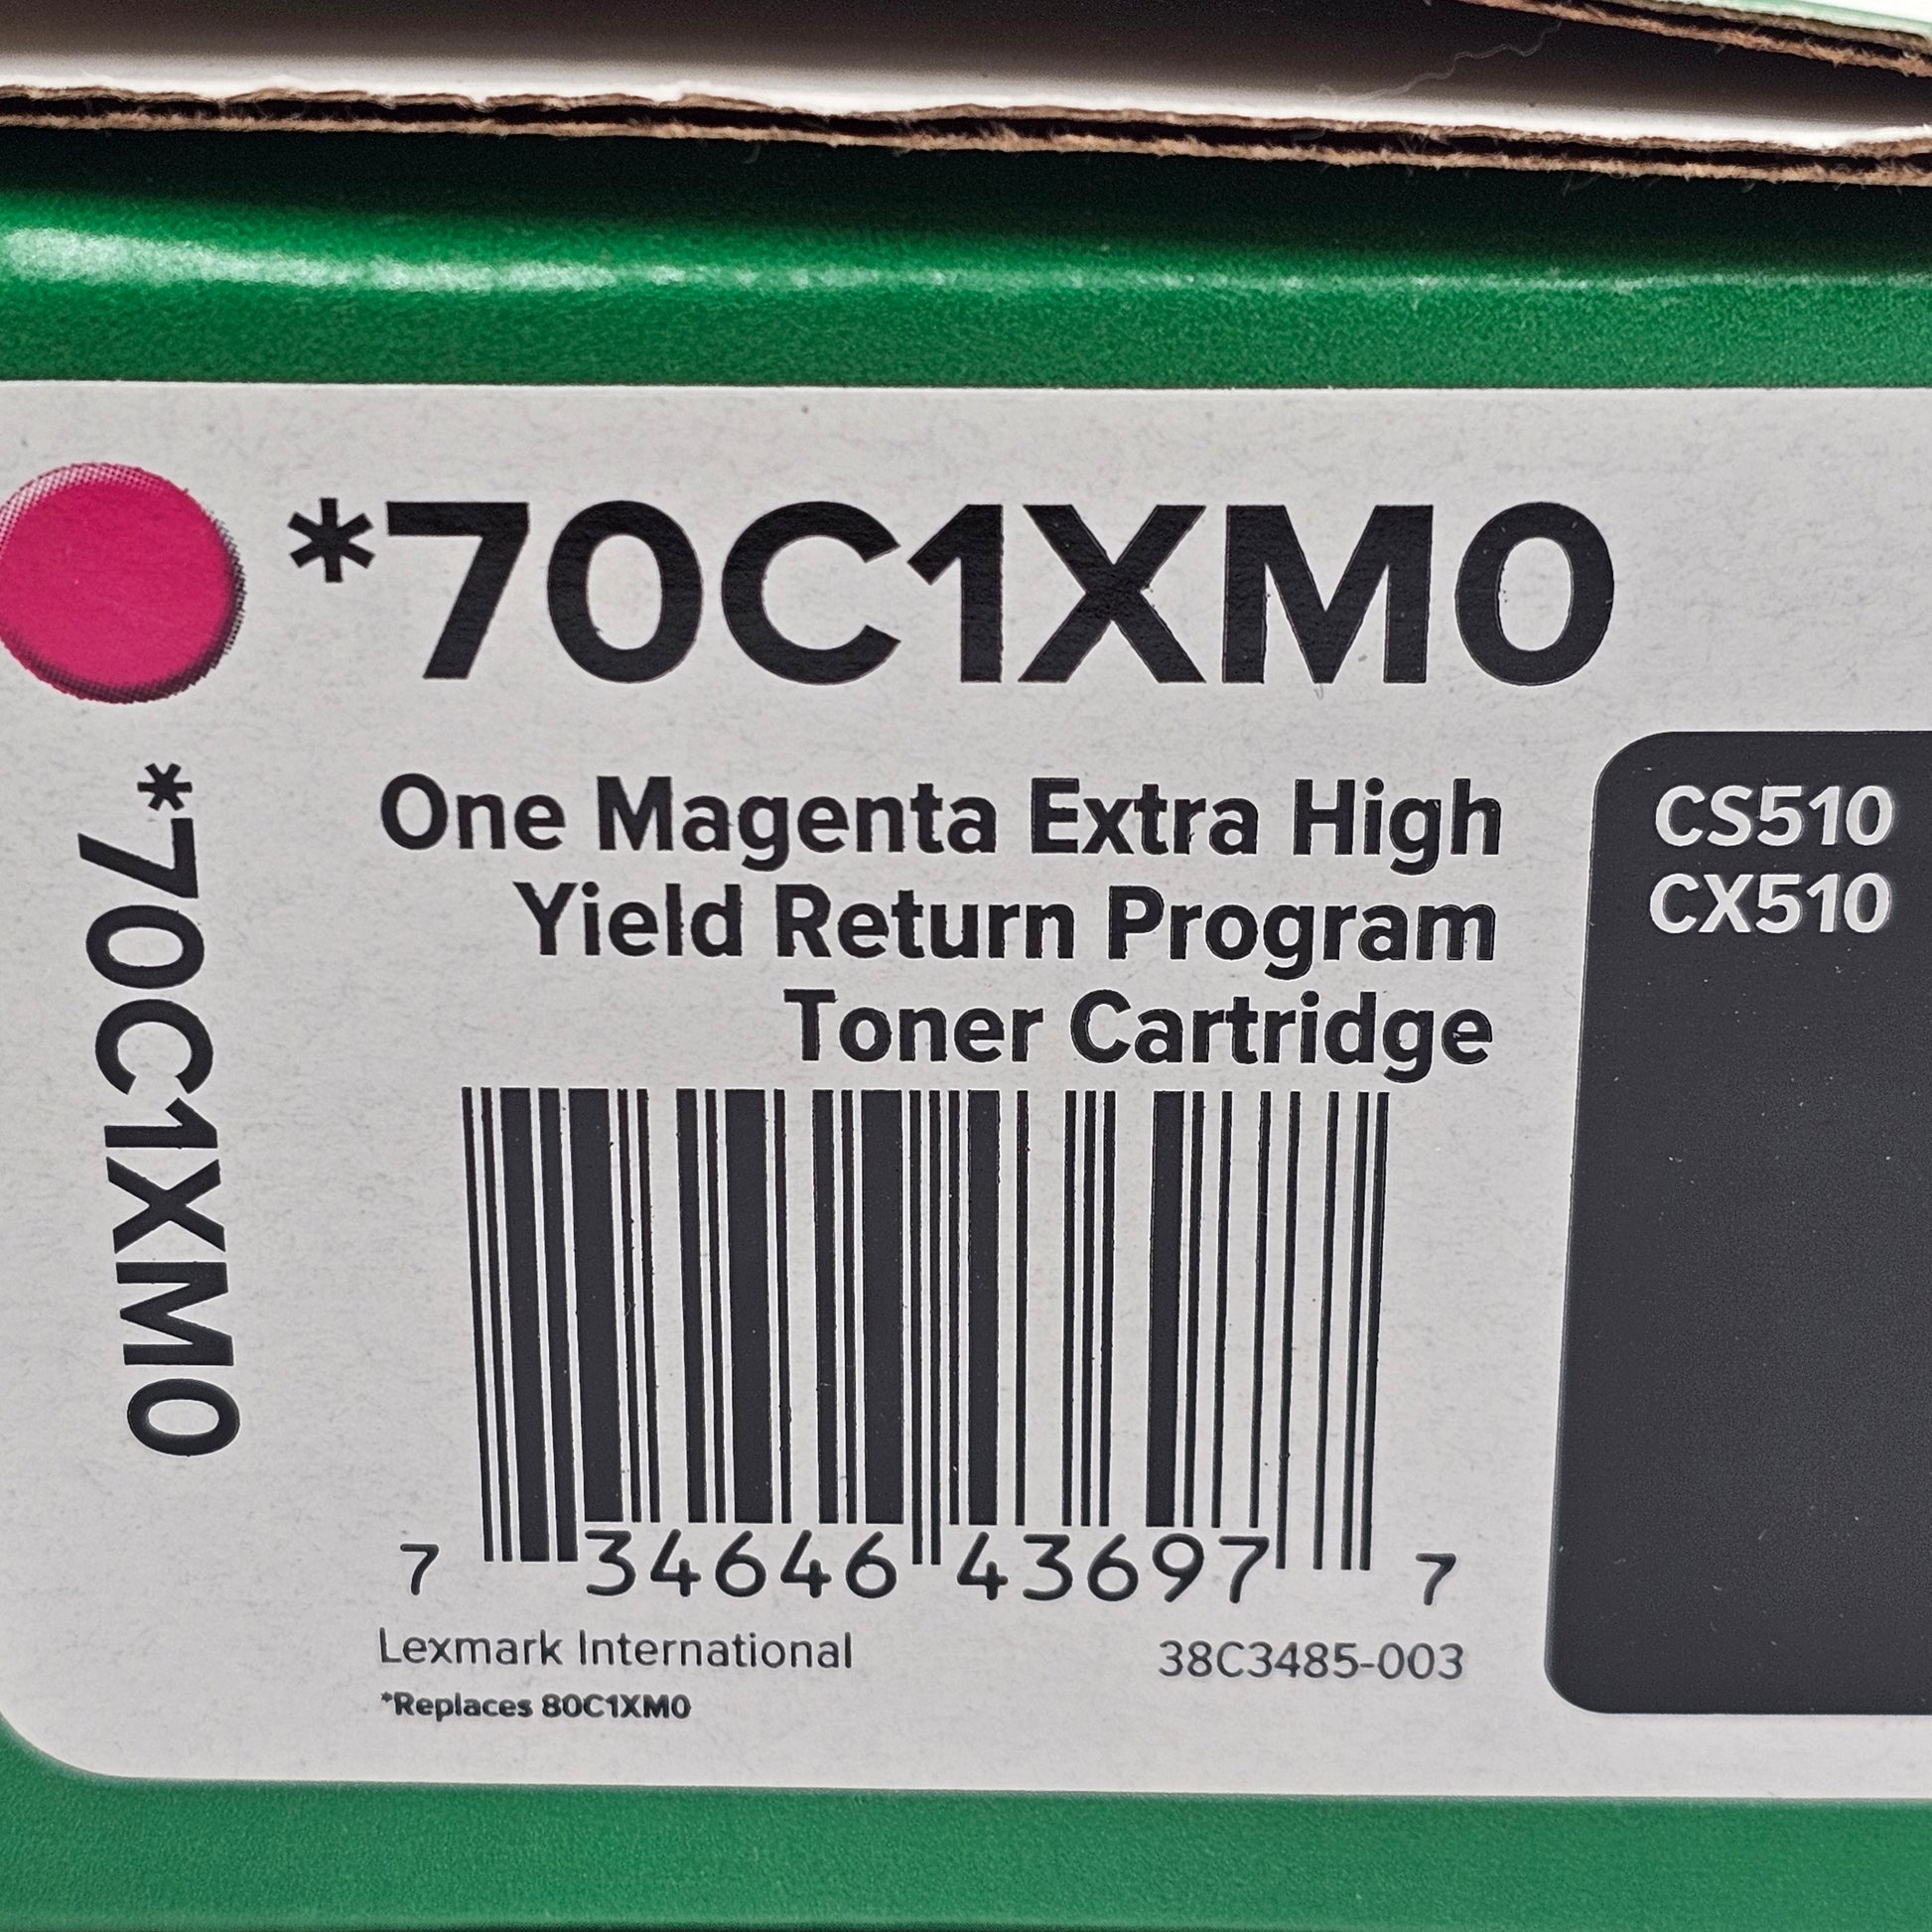 *70C1XM0
*70C1XM0
One Magenta Extra High
Yield Return Program
Toner Cartridge
CS510
CX510
7 34646 43697 7
Lexmark International
38C3485-003
*Replaces 80C1XM0